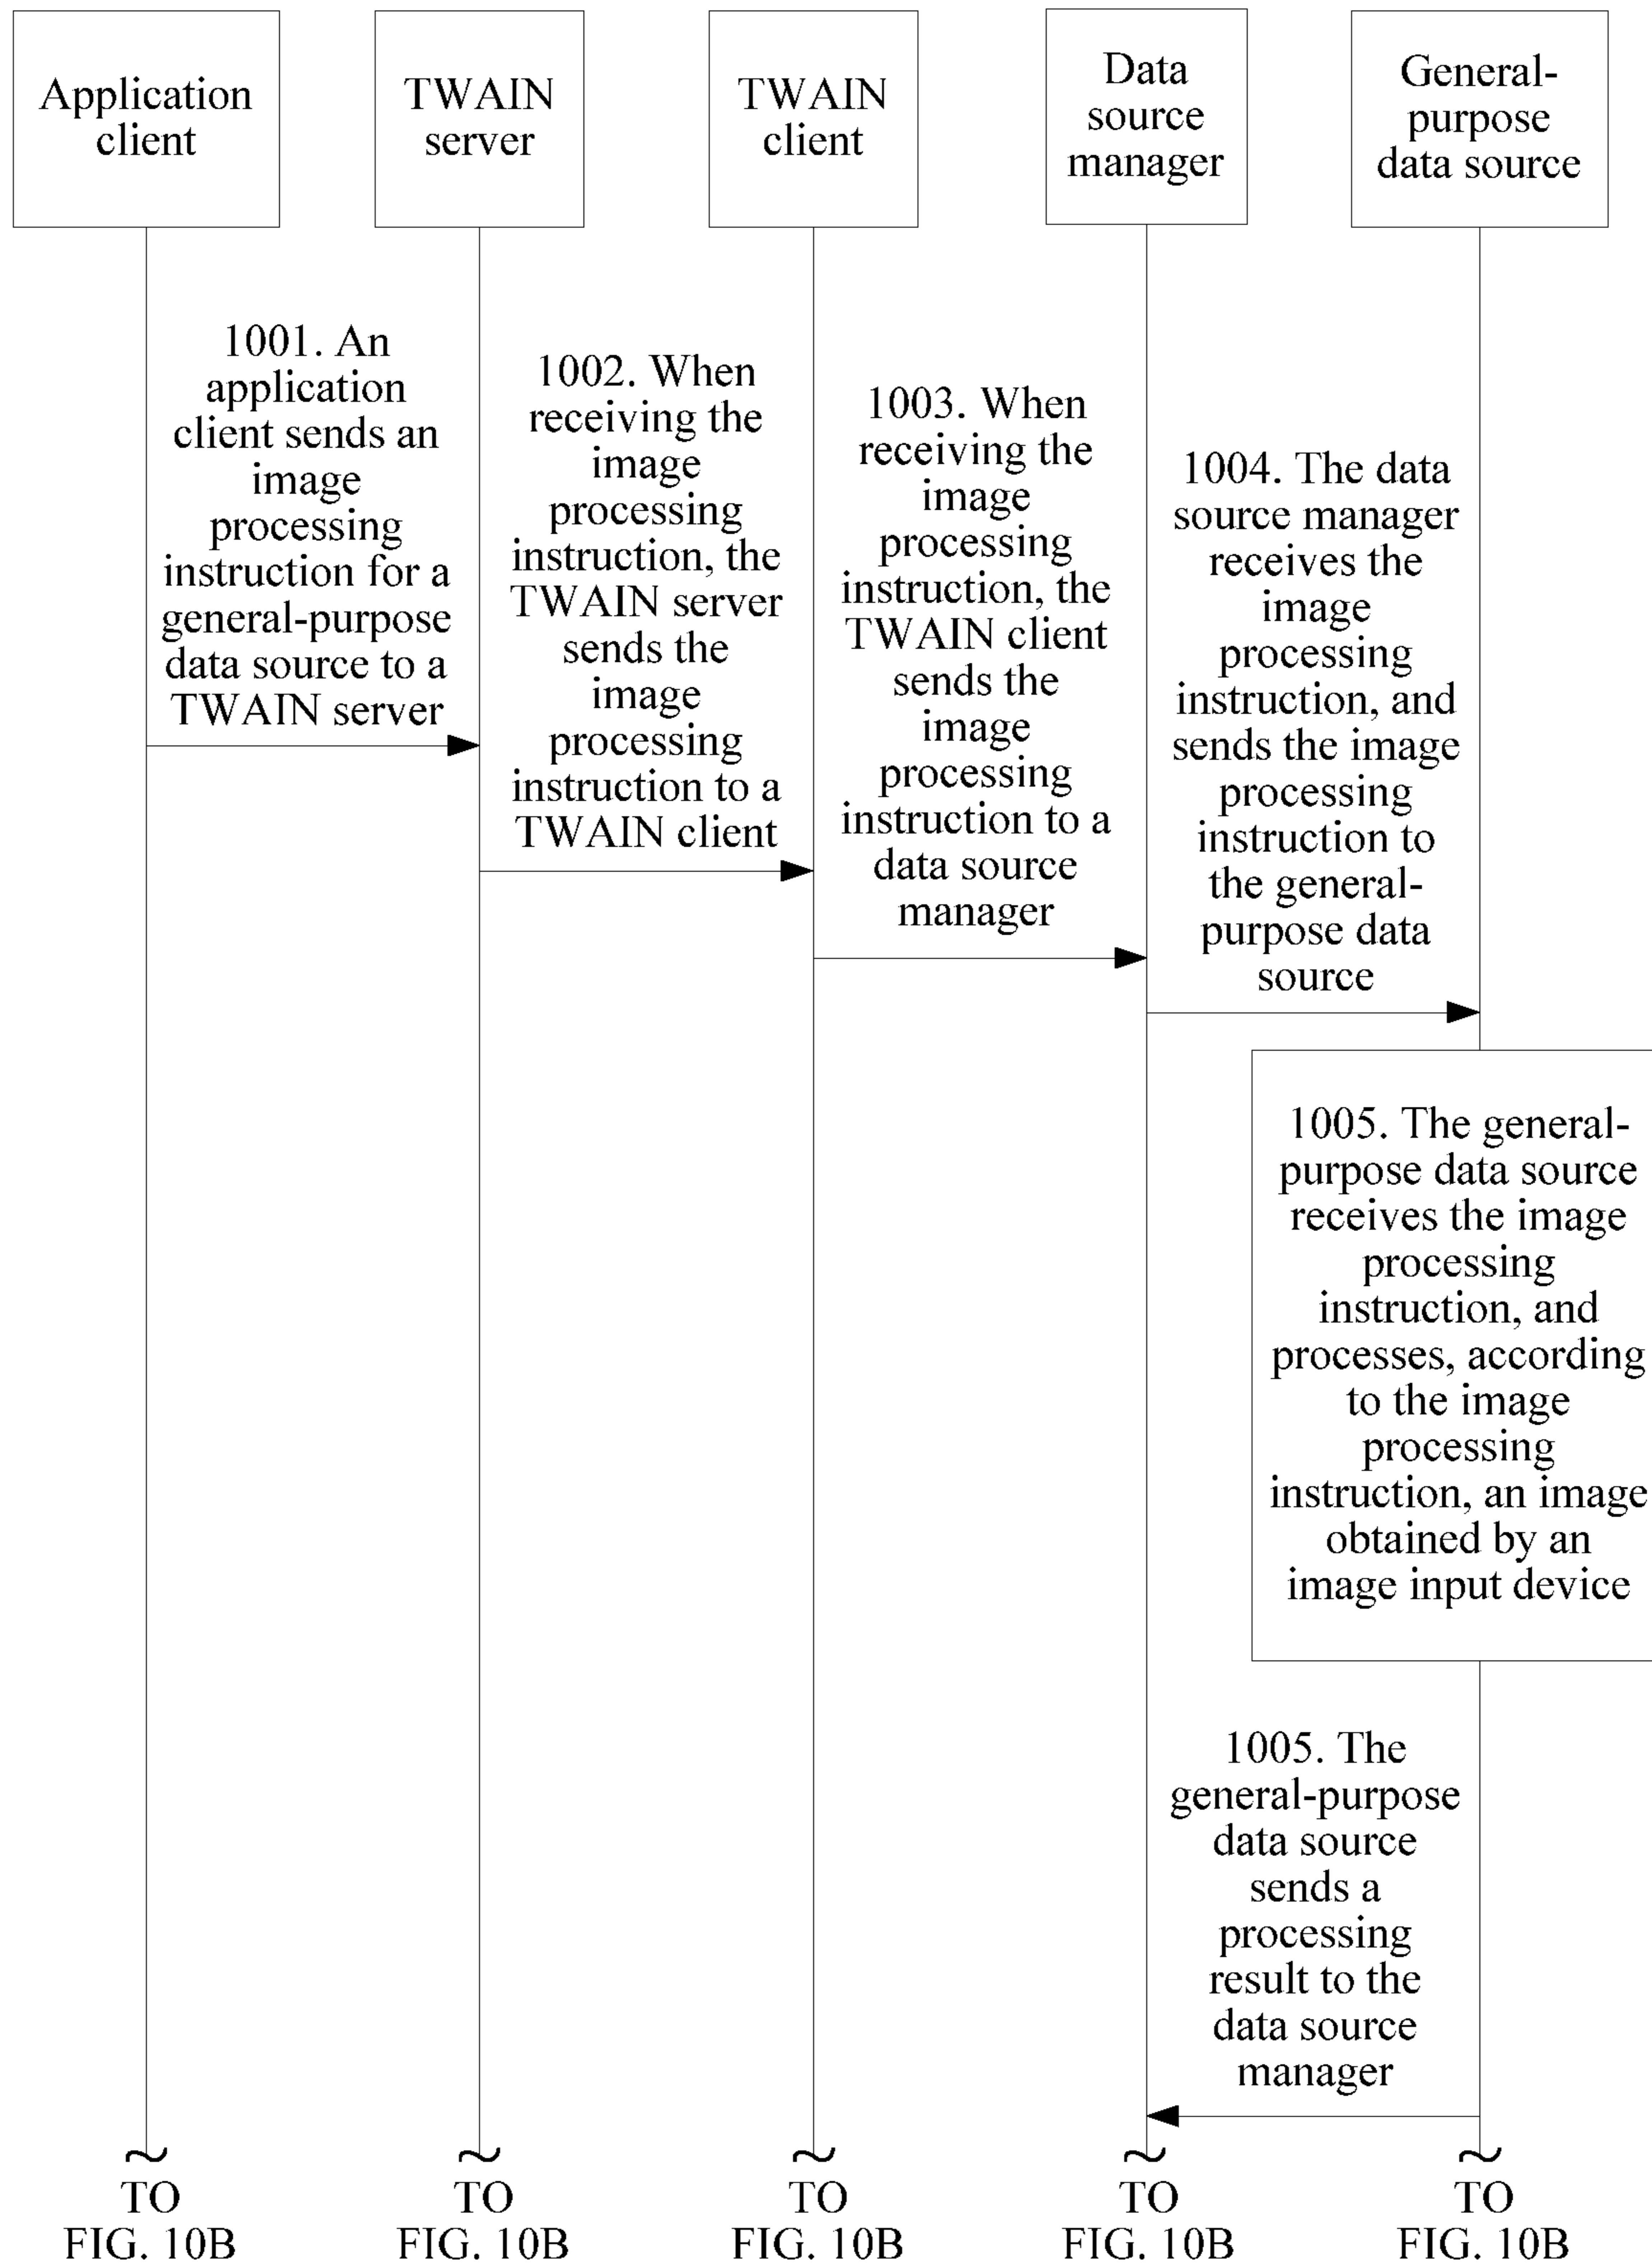 Application
client
TWAIN
server
TWAIN
client
Data
source
manager
General-
purpose
data source
1001. An
application
client sends an
image
processing
instruction for a
general-purpose
data source to a
TWAIN server
1002. When
receiving the
image
processing
instruction, the
TWAIN server
sends the
image
processing
instruction to a
TWAIN client
1003. When
receiving the
image
processing
instruction, the
TWAIN client
sends the
image
processing
instruction to a
data source
manager
1004. The data
source manager
receives the
image
processing
instruction, and
sends the image
processing
instruction to
the general-
purpose data
source
1005. The general-
purpose data source
receives the image
processing
instruction, and
processes, according
to the image
processing
instruction, an image
obtained by an
image input device
1005. The
general-purpose
data source
sends a
processing
result to the
data source
manager
TO
FIG. 10B
TO
FIG. 10B
TO
FIG. 10B
TO
FIG. 10B
TO
FIG. 10B